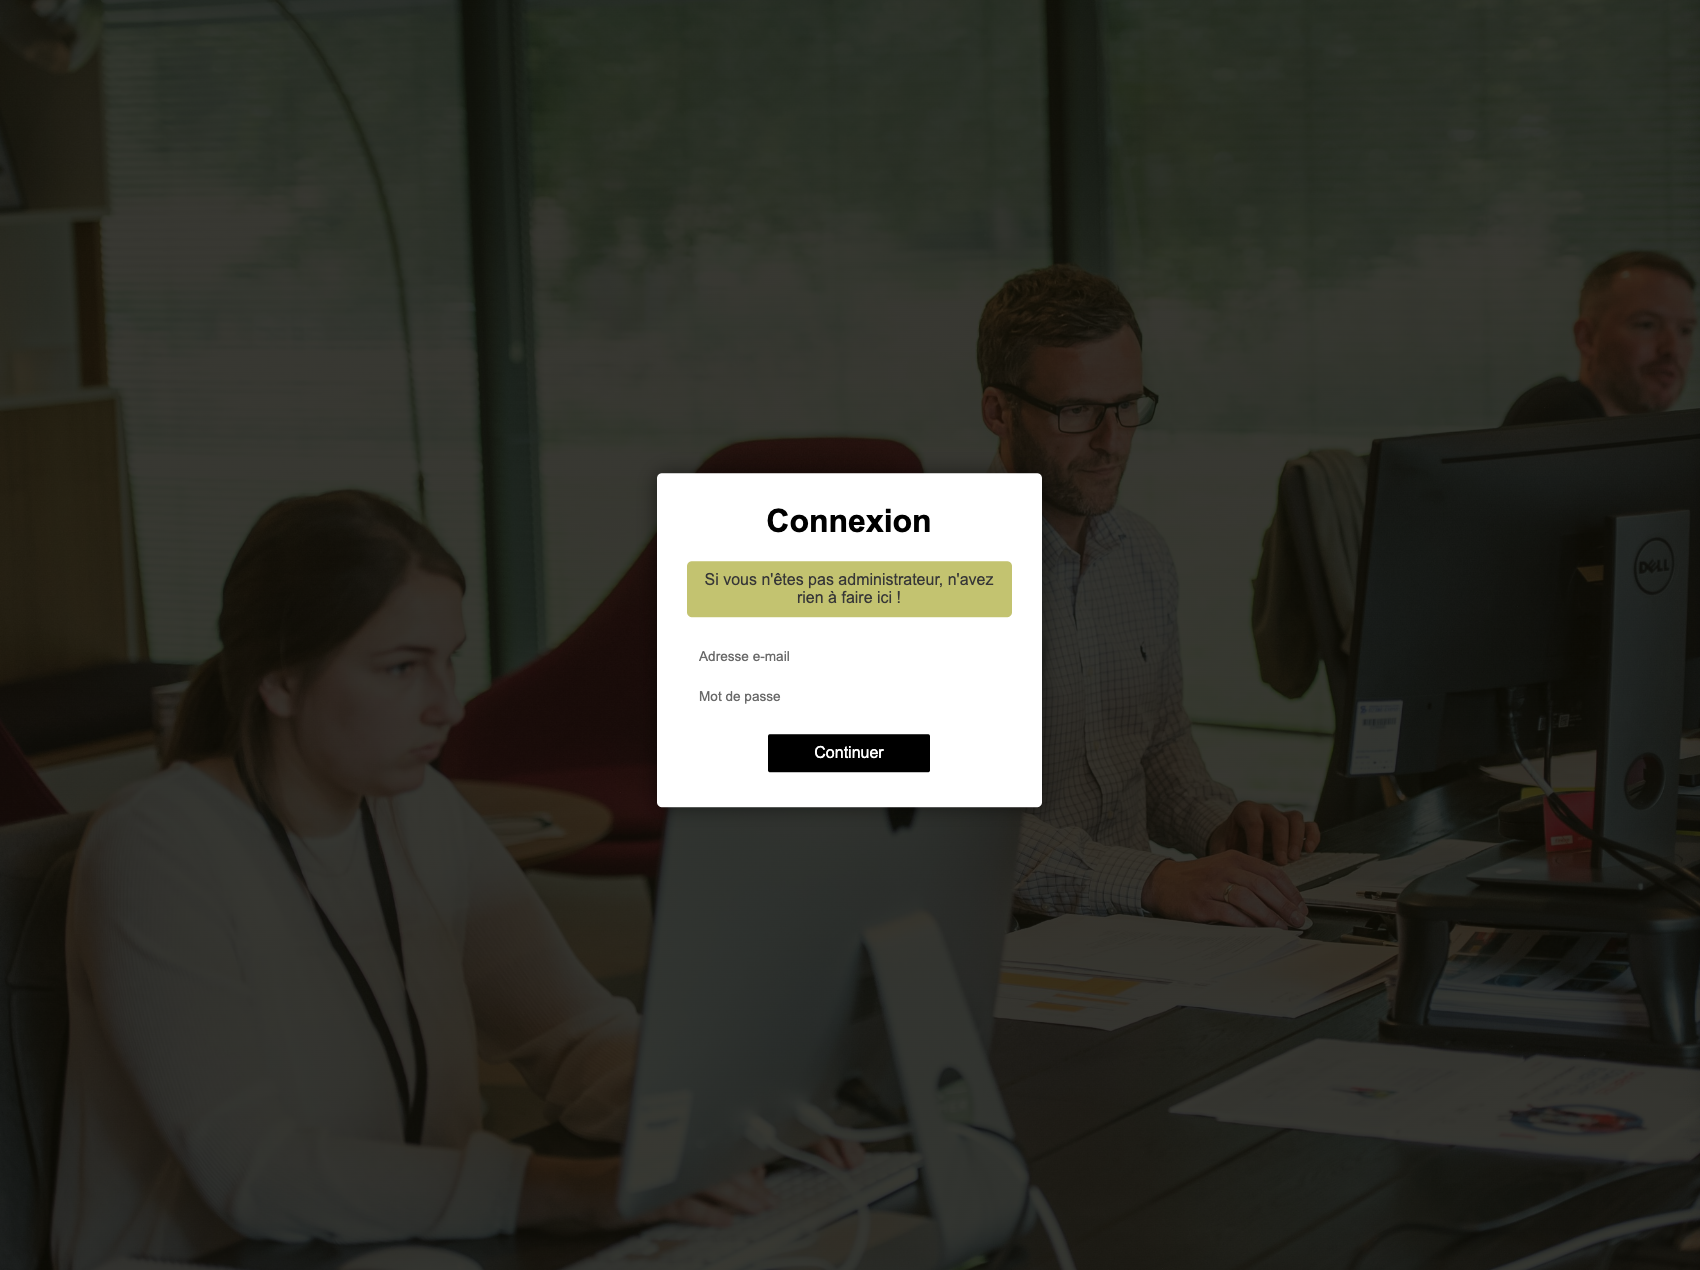 Connexion
Si vous n'êtes pas administrateur, n'avez
rien à faire ici !
Adresse e-mail
Mot de passe
Continuer
DELL